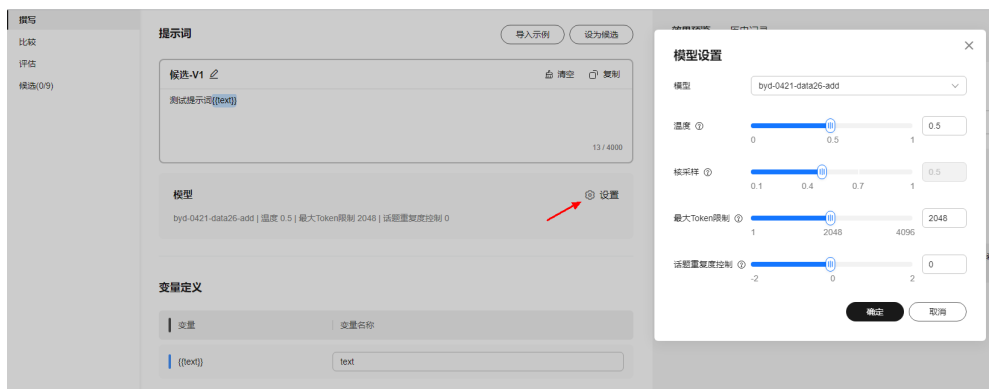 撰写
比较
评估
候选(0/9)
提示词
导入示例
设为候选
候选-V1
清空
复制
测试提示词{{text}}
13 / 4000
模型
设置
byd-0421-data26-add | 温度 0.5 | 最大Token限制 2048 | 话题重复度控制 0
变量定义
变量
变量名称
{{text}}
text
模型设置
模型
byd-0421-data26-add
温度
0.5
0 0.5 1
核采样
0.5
0.1 0.4 0.7 1
最大Token限制
2048
1 2048 4096
话题重复度控制
0
-2 0 2
确定
取消